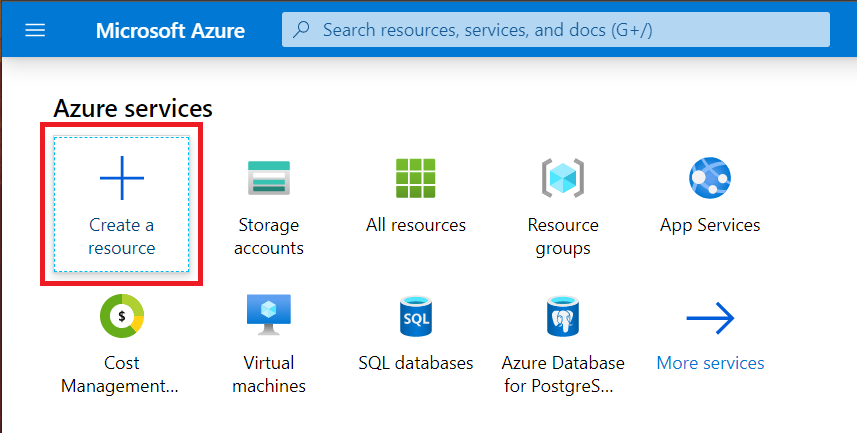 Microsoft Azure
Search resources, services, and docs (G+/)
Azure services
Create a
resource
Storage
accounts
All resources
Resource
groups
App Services
$
Cost
Management...
Virtual
machines
SQL
SQL databases
Azure Database
for PostgreS...
More services